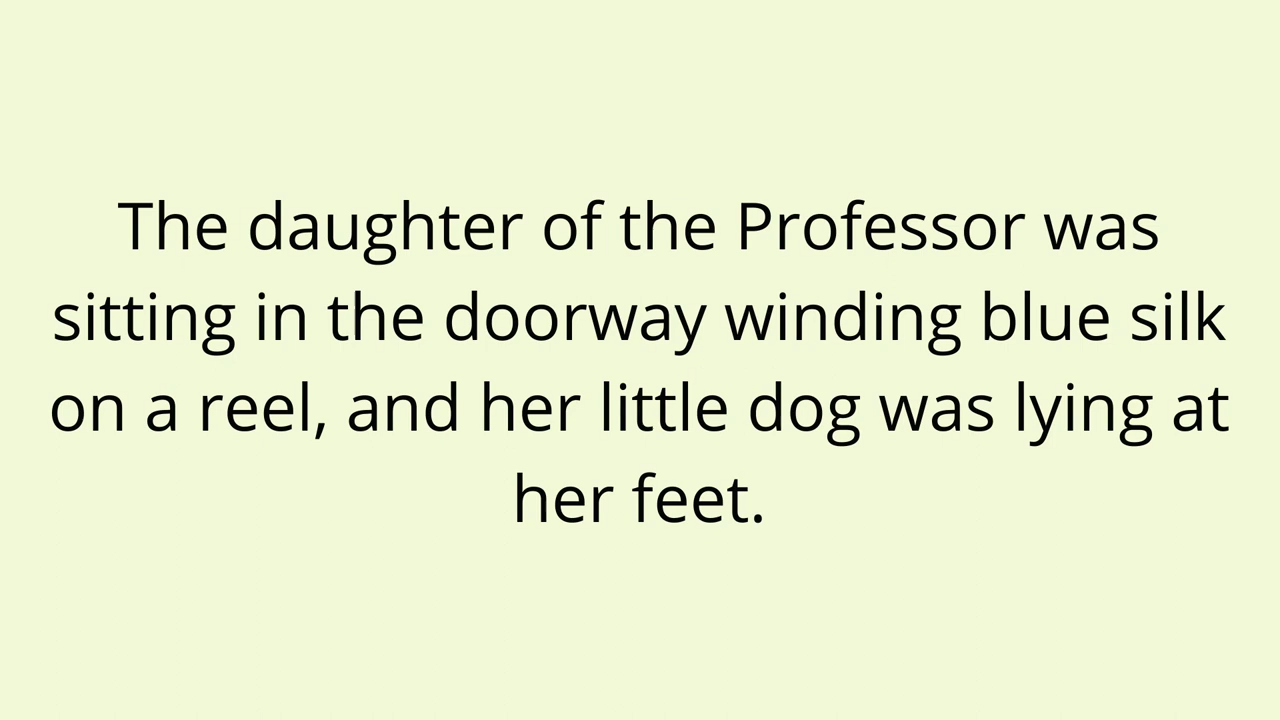 The daughter of the Professor was
sitting in the doorway winding blue silk
on a reel, and her little dog was lying at
her feet.